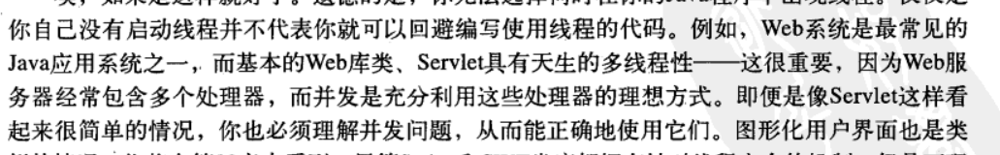 你自己没有启动线程并不代表你就可以回避编写使用线程的代码。例如，Web系统是最常见的
Java应用系统之一，而基本的Web库类、Servlet具有天生的多线程性——这很重要，因为Web服
务器经常包含多个处理器，而并发是充分利用这些处理器的理想方式。即便是像Servlet这样看
起来很简单的情况，你也必须理解并发问题，从而能正确地使用它们。图形化用户界面也是类